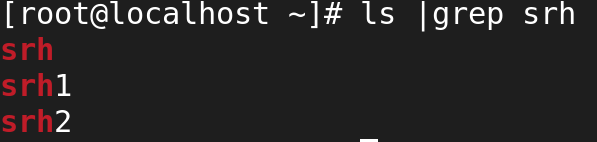 [root@localhost ~]# ls |grep srh
srh
srh1
srh2